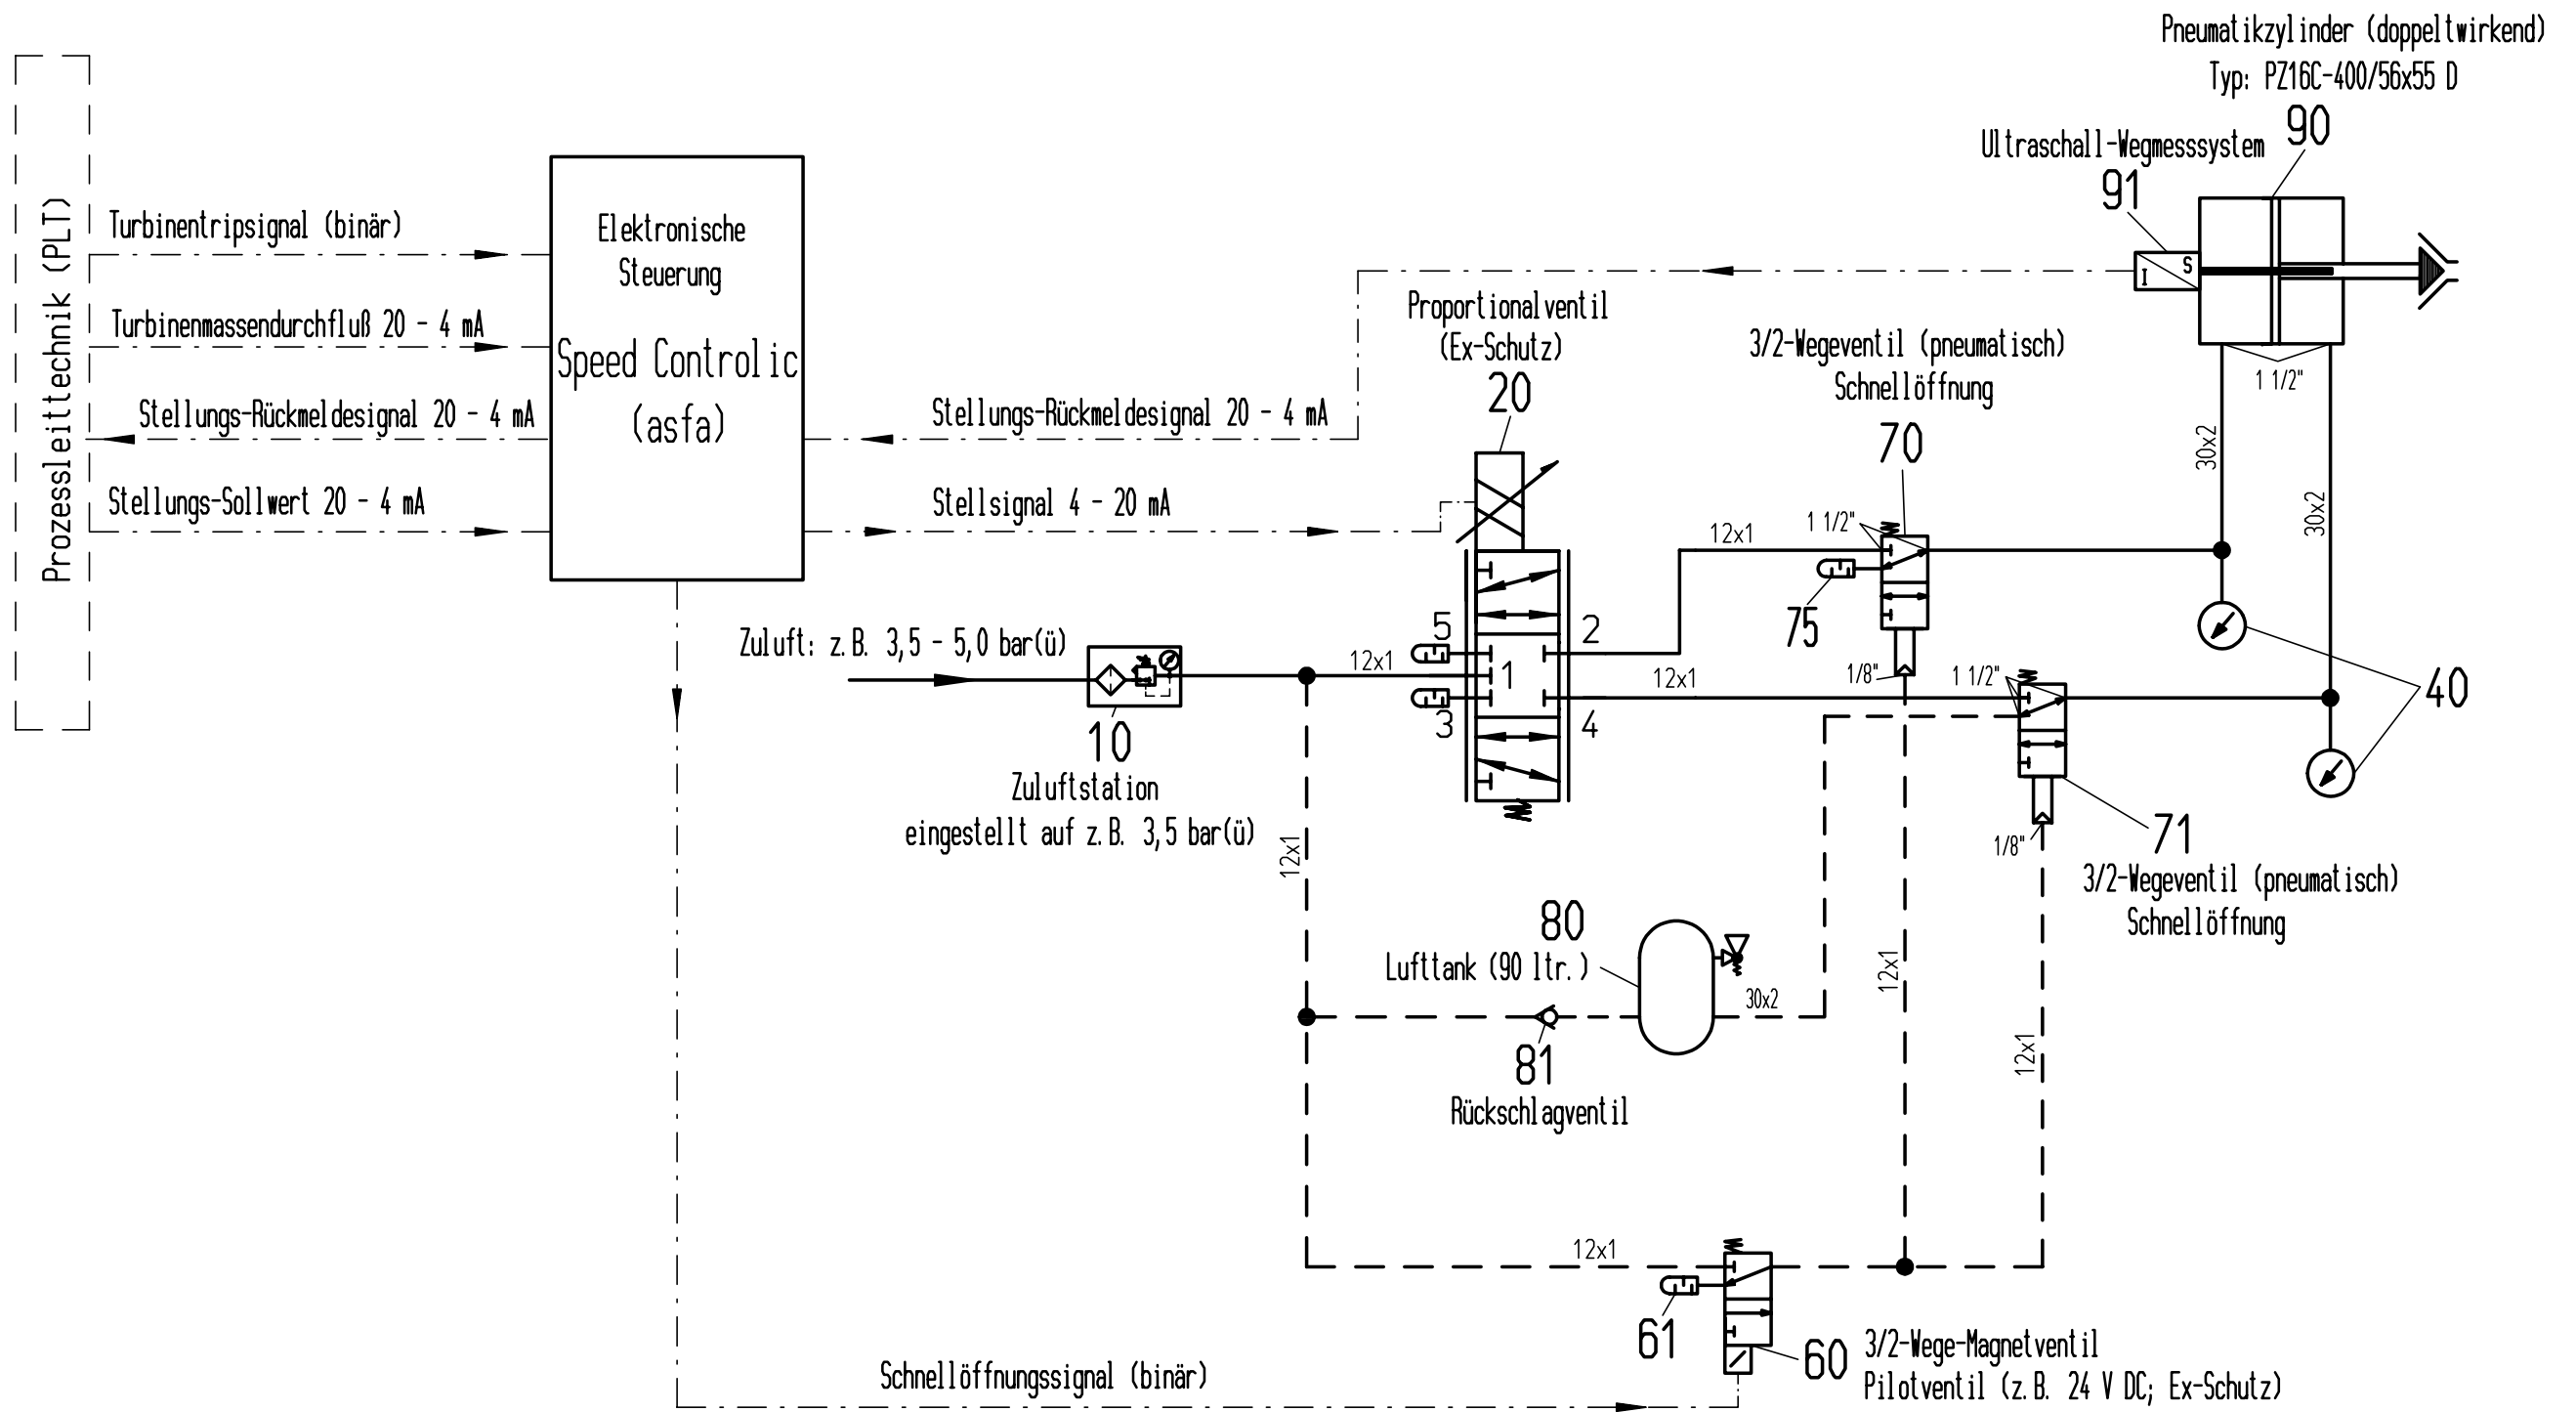 Pneumatikzylinder (doppeltwirkend)
Typ: PZ16C-400/56x55 D
90
Ultraschall-Wegmesssystem
91
S
I
1 1/2"
30x2
30x2
40
Prozessleittechnik (PLT)
Turbinentripsignal (binär)
Turbinenmassendurchfluß 20 - 4 mA
Stellungs-Rückmeldesignal 20 - 4 mA
Stellungs-Sollwert 20 - 4 mA
Elektronische
Steuerung
Speed Controlic
(asfa)
Stellungs-Rückmeldesignal 20 - 4 mA
Stellsignal 4 - 20 mA
Proportionalventil
(Ex-Schutz)
20
3/2-Wegeventil (pneumatisch)
Schnellöffnung
70
12x1
1 1/2"
75
1/8"
Zuluft: z.B. 3,5 - 5,0 bar(ü)
10
Zuluftstation
eingestellt auf z.B. 3,5 bar(ü)
12x1
5
1
3
2
4
12x1
1 1/2"
1/8"
71
3/2-Wegeventil (pneumatisch)
Schnellöffnung
12x1
80
Lufttank (90 ltr.)
30x2
81
Rückschlagventil
12x1
12x1
12x1
61
60
3/2-Wege-Magnetventil
Pilotventil (z.B. 24 V DC; Ex-Schutz)
Schnellöffnungssignal (binär)